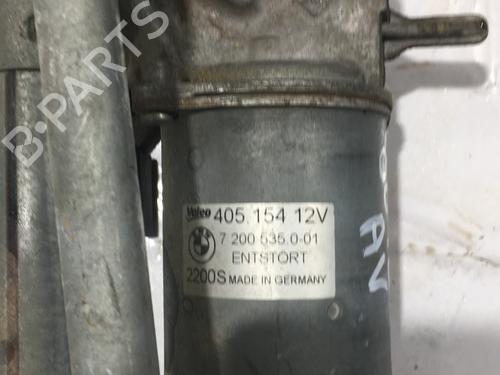 B-PARTS
Valeo 405.154 12V
7 200 535.0-01
ENTSTÖRT
2200S MADE IN GERMANY
AV